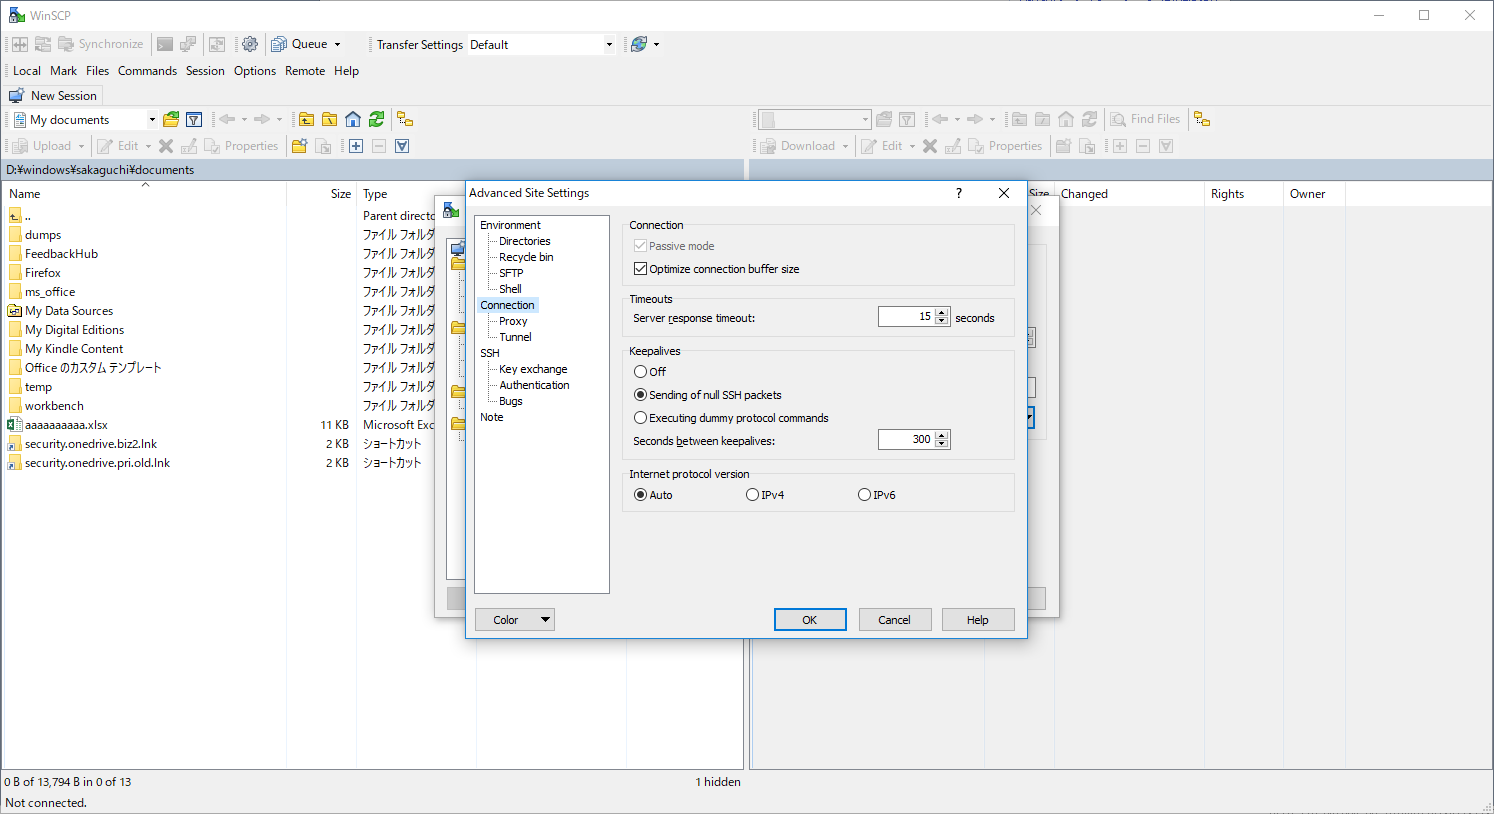 WinSCP
Synchronize
Queue
Transfer Settings Default
Local Mark Files Commands Session Options Remote Help
New Session
My documents
Find Files
Upload Edit Properties
Download Edit Properties
D:¥windows¥sakaguchi¥documents
Name Size Type
Size Changed Rights Owner
..
Parent directo
dumps ファイル フォルダ
FeedbackHub ファイル フォルダ
Firefox ファイル フォルダ
ms_office ファイル フォルダ
My Data Sources ファイル フォルダ
My Digital Editions ファイル フォルダ
My Kindle Content ファイル フォルダ
Office のカスタム テンプレート ファイル フォルダ
temp ファイル フォルダ
workbench ファイル フォルダ
aaaaaaaaaa.xlsx 11 KB Microsoft Exc
security.onedrive.biz2.lnk 2 KB ショートカット
security.onedrive.pri.old.lnk 2 KB ショートカット
Advanced Site Settings ?
Environment
Directories
Recycle bin
SFTP
Shell
Connection
Proxy
Tunnel
SSH
Key exchange
Authentication
Bugs
Note
Connection
Passive mode
Optimize connection buffer size
Timeouts
Server response timeout: 15 seconds
Keepalives
Off
Sending of null SSH packets
Executing dummy protocol commands
Seconds between keepalives: 300
Internet protocol version
Auto IPv4 IPv6
Color OK Cancel Help
0 B of 13,794 B in 0 of 13
1 hidden
Not connected.